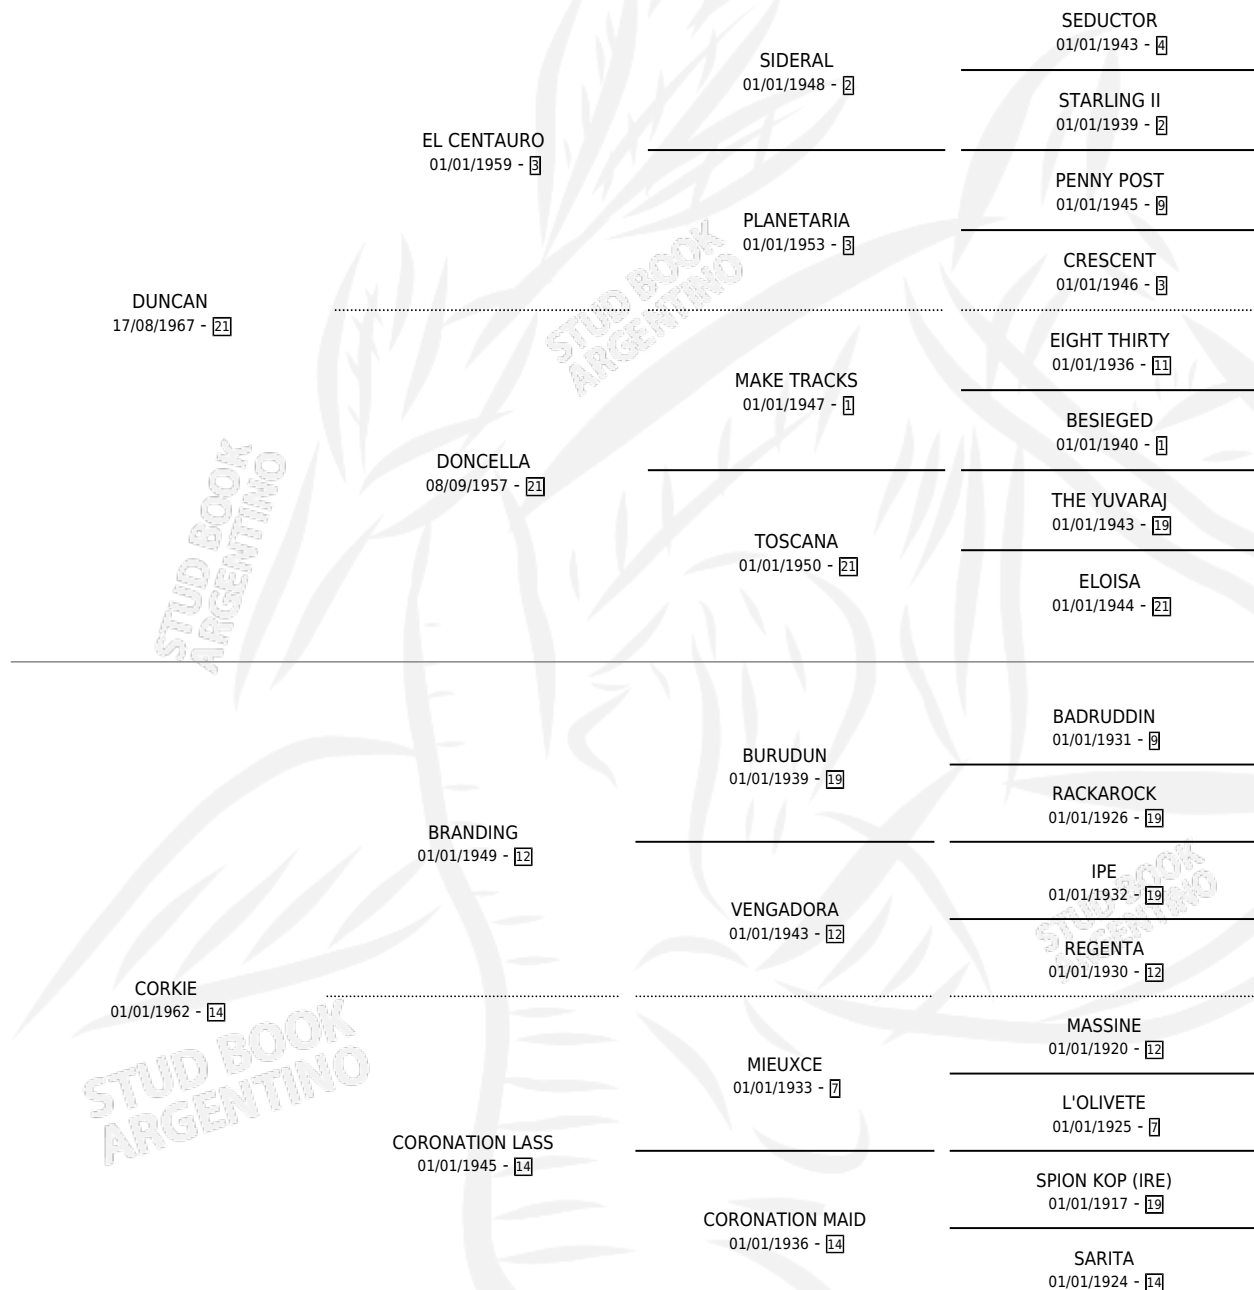 SEDUCTOR
01/01/1943 - 4
SIDERAL
01/01/1948 - 2
STARLING II
01/01/1939 - 2
EL CENTAURO
01/01/1959 - 3
PENNY POST
01/01/1945 - 9
PLANETARIA
01/01/1953 - 3
CRESCENT
01/01/1946 - 3
DUNCAN
17/08/1967 - 21
EIGHT THIRTY
01/01/1936 - 11
MAKE TRACKS
01/01/1947 - 1
BESIEGED
01/01/1940 - 1
DONCELLA
08/09/1957 - 21
THE YUVARAJ
01/01/1943 - 19
TOSCANA
01/01/1950 - 21
ELOISA
01/01/1944 - 21
BADRUDDIN
01/01/1931 - 9
BURUDUN
01/01/1939 - 19
RACKAROCK
01/01/1926 - 19
BRANDING
01/01/1949 - 12
IPE
01/01/1932 - 19
VENGADORA
01/01/1943 - 12
REGENTA
01/01/1930 - 12
CORKIE
01/01/1962 - 14
MASSINE
01/01/1920 - 12
MIEUXCE
01/01/1933 - 7
L'OLIVETE
01/01/1925 - 7
CORONATION LASS
01/01/1945 - 14
SPION KOP (IRE)
01/01/1917 - 19
CORONATION MAID
01/01/1936 - 14
SARITA
01/01/1924 - 14
STUD BOOK
ARGENTINO
STUD BOOK
ARGENTINO
STUD BOOK
ARGENTINO
STUD BOOK
ARGENTINO